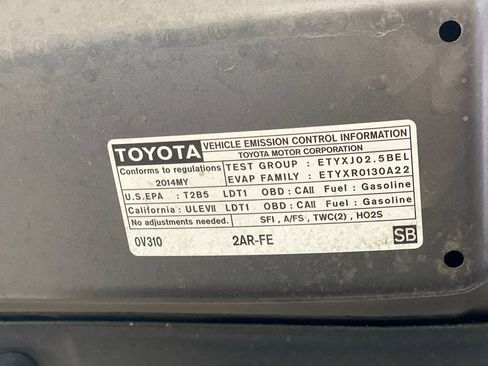 TOYOTA VEHICLE EMISSION CONTROL INFORMATION
TOYOTA MOTOR CORPORATION
Conforms to regulations TEST GROUP : ETYXJ02.5BEL
2014MY EVAP FAMILY : ETYXR0130A22
U.S.EPA : T2B5 LDT1 OBD : CAII Fuel : Gasoline
California : ULEVII LDT1 OBD : CAII Fuel : Gasoline
No adjustments needed. SFI , A/FS , TWC(2) , HO2S
0V310 2AR-FE SB